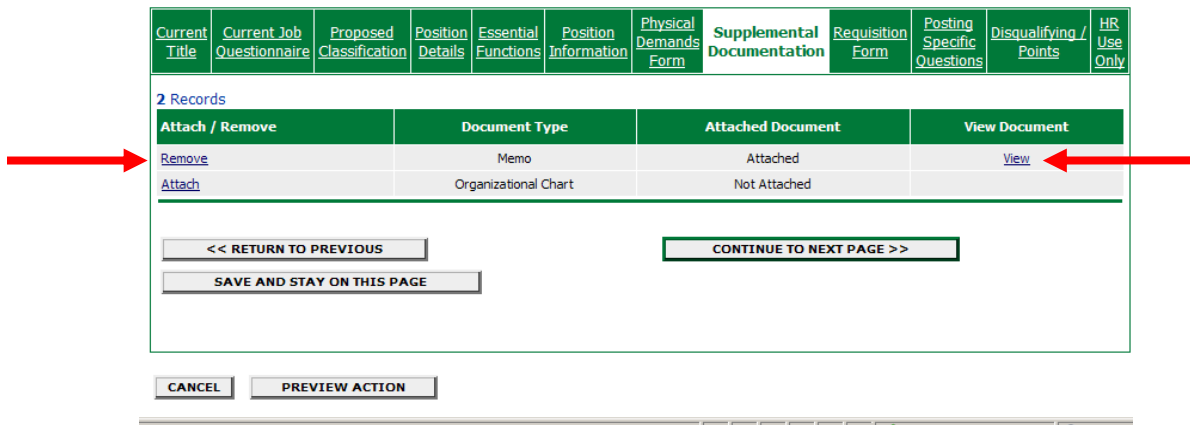 Current Title
Current Job Questionnaire
Proposed Classification
Position Details
Essential Functions
Position Information
Physical Demands Form
Supplemental Documentation
Requisition Form
Posting Specific Questions
Disqualifying / Points
HR Use Only
2 Records
Attach / Remove Document Type Attached Document View Document
Remove Memo Attached View
Attach Organizational Chart Not Attached
<< RETURN TO PREVIOUS CONTINUE TO NEXT PAGE >>
SAVE AND STAY ON THIS PAGE
CANCEL PREVIEW ACTION